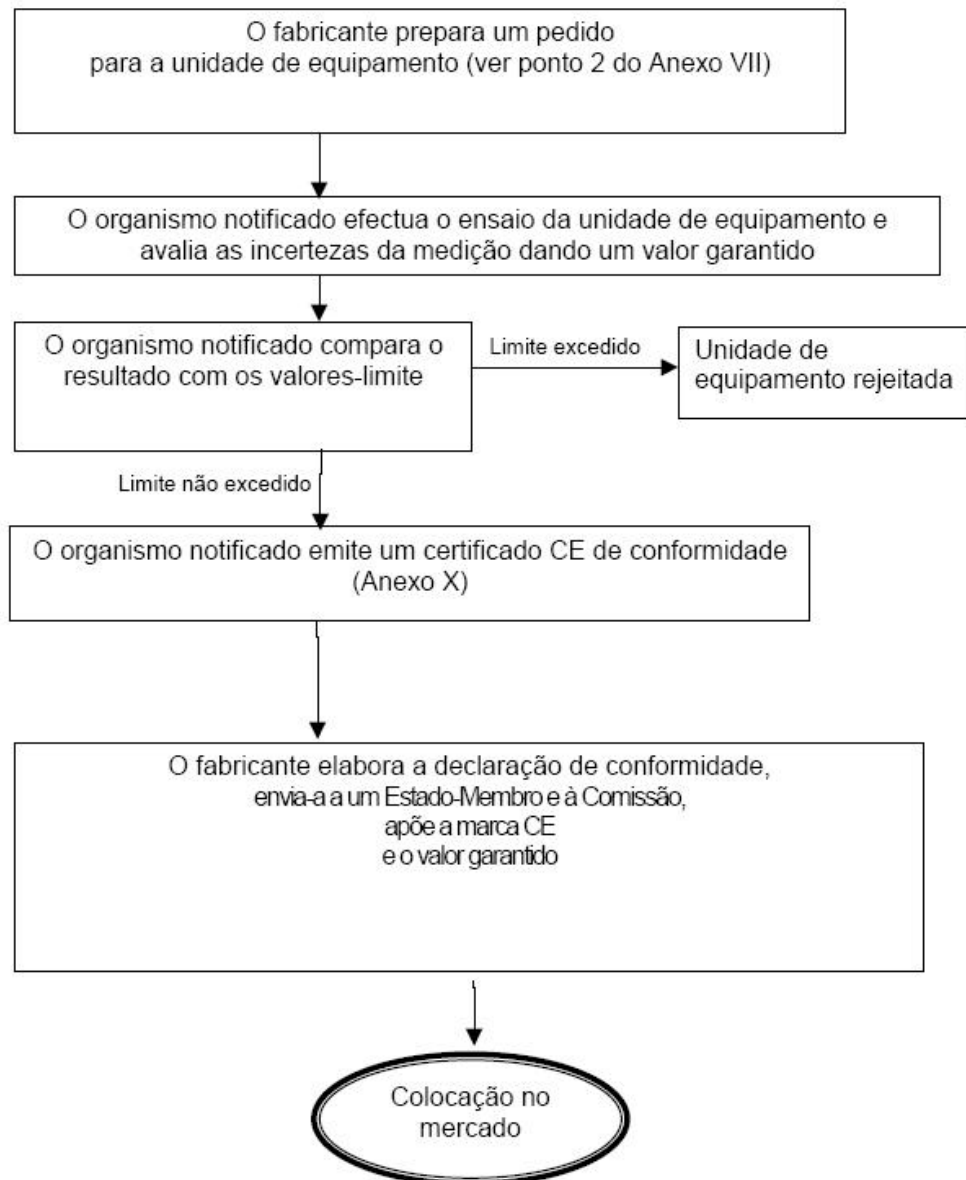 O fabricante prepara um pedido
para a unidade de equipamento (ver ponto 2 do Anexo VII)
O organismo notificado efectua o ensaio da unidade de equipamento e
avalia as incertezas da medição dando um valor garantido
O organismo notificado compara o
resultado com os valores-limite
Limite excedido
Unidade de
equipamento rejeitada
Limite não excedido
O organismo notificado emite um certificado CE de conformidade
(Anexo X)
O fabricante elabora a declaração de conformidade,
envia-a a um Estado-Membro e à Comissão,
apõe a marca CE
e o valor garantido
Colocação no
mercado